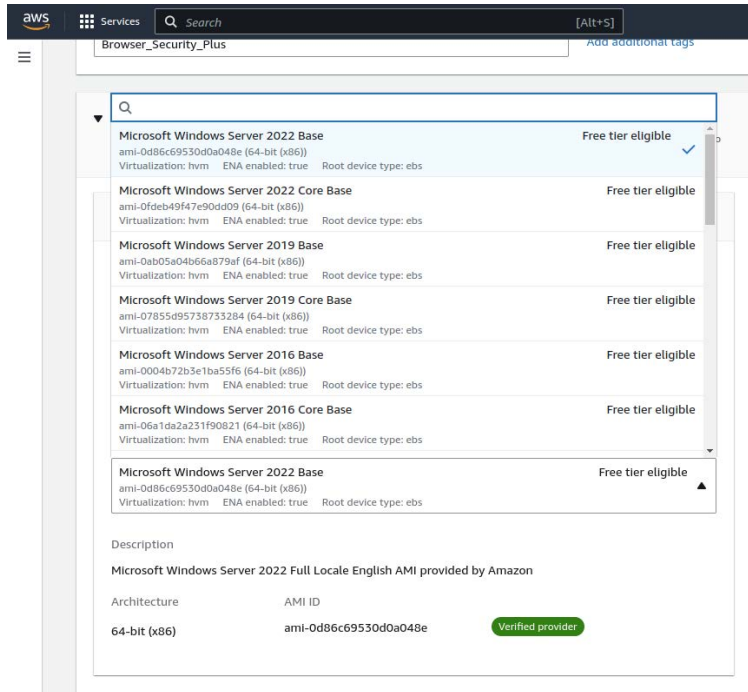 aws
Services
Search
[Alt+S]
Browser_Security_Plus
Add additional tags
Microsoft Windows Server 2022 Base
Free tier eligible
ami-0d86c69530d0a048e (64-bit (x86))
Virtualization: hvm ENA enabled: true Root device type: ebs
Microsoft Windows Server 2022 Core Base
Free tier eligible
ami-0fdeb49f47e90dd09 (64-bit (x86))
Virtualization: hvm ENA enabled: true Root device type: ebs
Microsoft Windows Server 2019 Base
Free tier eligible
ami-0ab05a04b66a879af (64-bit (x86))
Virtualization: hvm ENA enabled: true Root device type: ebs
Microsoft Windows Server 2019 Core Base
Free tier eligible
ami-07855d95738733284 (64-bit (x86))
Virtualization: hvm ENA enabled: true Root device type: ebs
Microsoft Windows Server 2016 Base
Free tier eligible
ami-0004b72b3e1ba55f6 (64-bit (x86))
Virtualization: hvm ENA enabled: true Root device type: ebs
Microsoft Windows Server 2016 Core Base
Free tier eligible
ami-06a1da2a231f90821 (64-bit (x86))
Virtualization: hvm ENA enabled: true Root device type: ebs
Microsoft Windows Server 2022 Base
Free tier eligible
ami-0d86c69530d0a048e (64-bit (x86))
Virtualization: hvm ENA enabled: true Root device type: ebs
Description
Microsoft Windows Server 2022 Full Locale English AMI provided by Amazon
Architecture
AMI ID
64-bit (x86)
ami-0d86c69530d0a048e
Verified provider